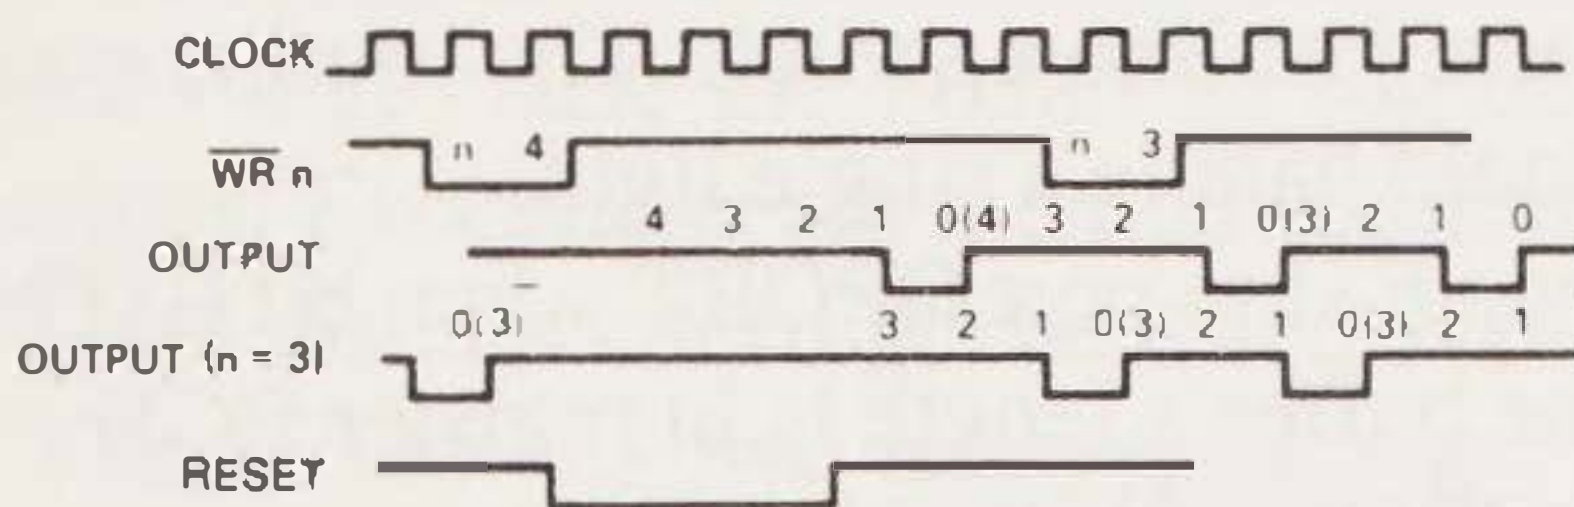 CLOCK
WR n n 4 n 3
4 3 2 1 0(4) 3 2 1 0(3) 2 1 0
OUTPUT
0(3) 3 2 1 0(3) 2 1 0(3) 2 1
OUTPUT (n = 3)
RESET